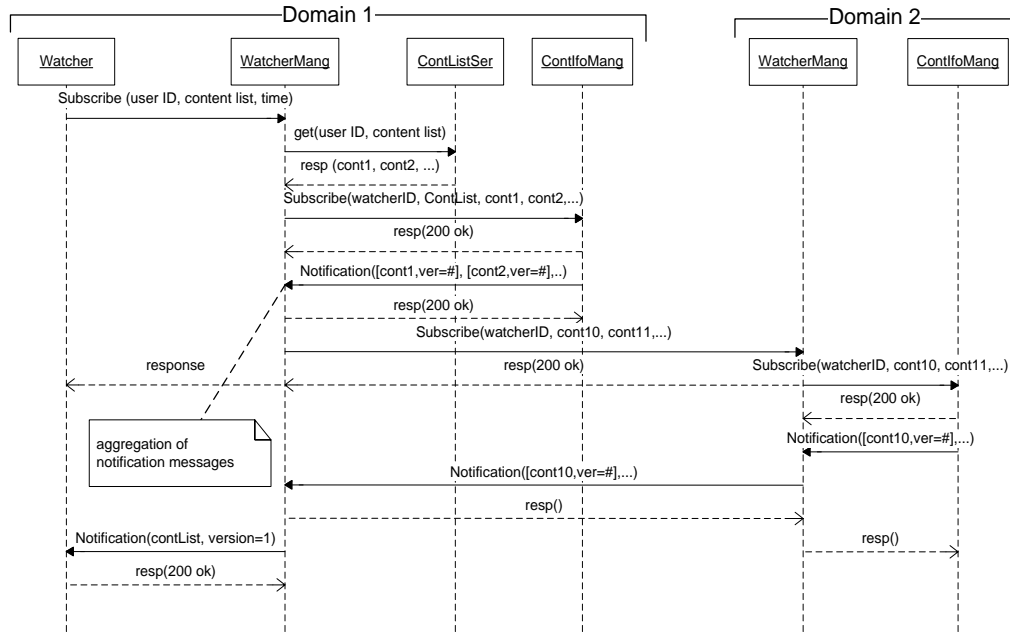 Domain 1
Domain 2
Watcher
WatcherMang
ContListSer
ContIfoMang
WatcherMang
ContIfoMang
Subscribe (user ID, content list, time)
get(user ID, content list)
resp (cont1, cont2, ...)
Subscribe(watcherID, ContList, cont1, cont2,...)
resp(200 ok)
Notification([cont1,ver=#], [cont2,ver=#],..)
resp(200 ok)
Subscribe(watcherID, cont10, cont11,...)
response
resp(200 ok)
Subscribe(watcherID, cont10, cont11,...)
resp(200 ok)
aggregation of
notification messages
Notification([cont10,ver=#],...)
Notification([cont10,ver=#],...)
resp()
Notification(contList, version=1)
resp()
resp(200 ok)